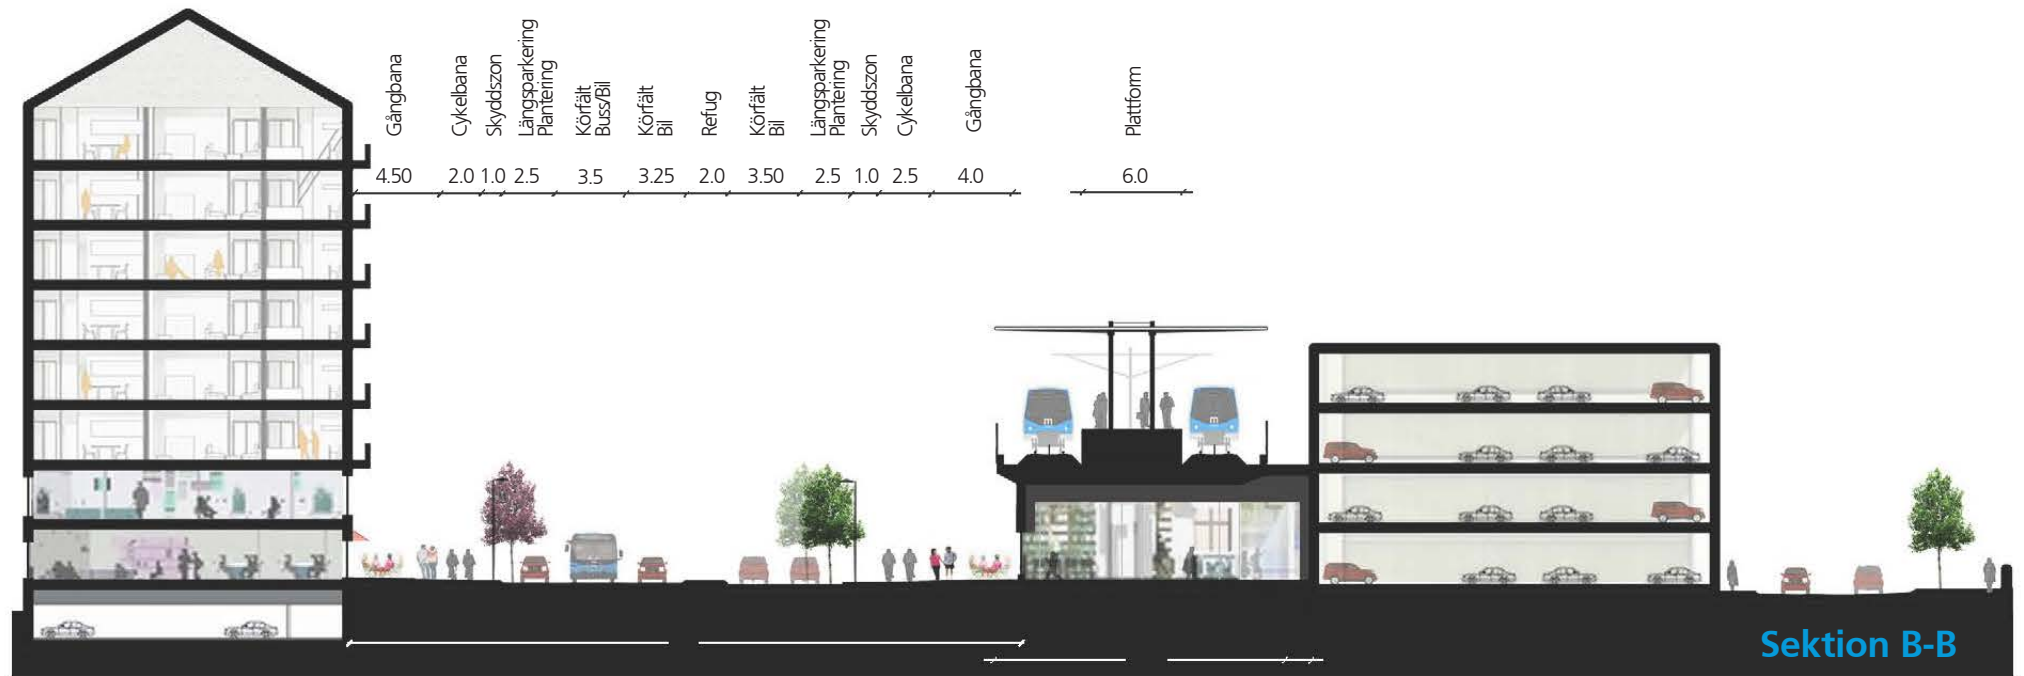 Gångbana
Cykelbana
Skyddszon
Längsparkering
Plantering
Körfält
Buss/Bil
Körfält
Bil
Refug
Körfält
Bil
Längsparkering
Plantering
Skyddszon
Cykelbana
Gångbana
Plattform
4.50 2.0 1.0 2.5 3.5 3.25 2.0 3.50 2.5 1.0 2.5 4.0 6.0
m m
Sektion B-B